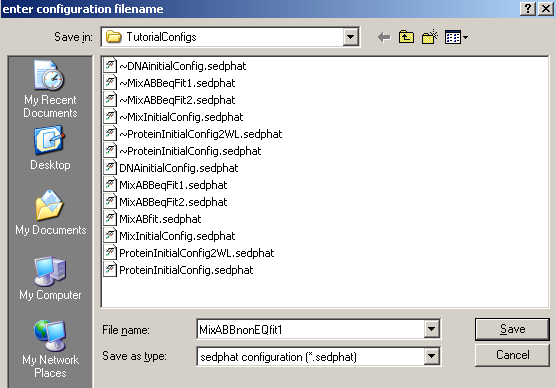 enter configuration filename
Save in:
TutorialConfigs
My Recent
Documents
Desktop
My Documents
My Computer
My Network
Places
~DNAinitialConfig.sedphat
~MixABBeqFit1.sedphat
~MixABBeqFit2.sedphat
~MixInitialConfig.sedphat
~ProteinInitialConfig2WL.sedphat
~ProteinInitialConfig.sedphat
DNAinitialConfig.sedphat
MixABBeqFit1.sedphat
MixABBeqFit2.sedphat
MixABfit.sedphat
MixInitialConfig.sedphat
ProteinInitialConfig2WL.sedphat
ProteinInitialConfig.sedphat
File name:
MixABBnonEQfit1
Save
Save as type:
sedphat configuration (*.sedphat)
Cancel